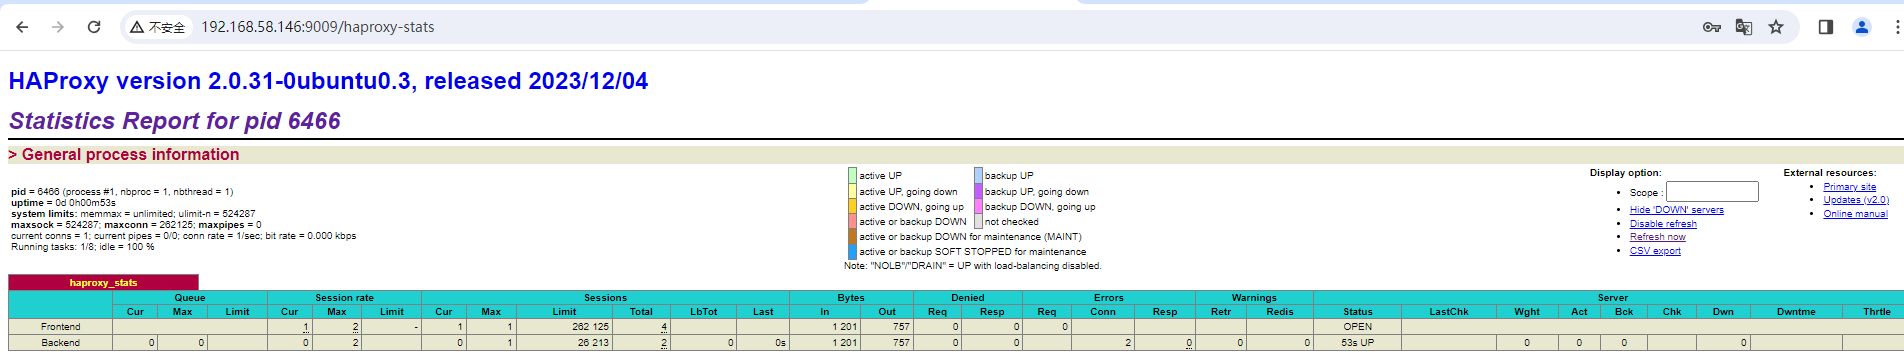 不安全 192.168.58.146:9009/haproxy-stats
HAProxy version 2.0.31-0ubuntu0.3, released 2023/12/04
Statistics Report for pid 6466
> General process information
pid = 6466 (process #1, nbproc = 1, nbthread = 1)
uptime = 0d 0h00m53s
system limits: memmax = unlimited; ulimit-n = 524287
maxsock = 524287; maxconn = 262125; maxpipes = 0
current conns = 1; current pipes = 0/0; conn rate = 1/sec; bit rate = 0.000 kbps
Running tasks: 1/8; idle = 100 %
active UP backup UP
active UP, going down backup UP, going down
active DOWN, going up backup DOWN, going up
active or backup DOWN not checked
active or backup DOWN for maintenance (MAINT)
active or backup SOFT STOPPED for maintenance
Note: "NOLB"/"DRAIN" = UP with load-balancing disabled.
Display option:
Scope :
Hide 'DOWN' servers
Disable refresh
Refresh now
CSV export
External resources:
Primary site
Updates (v2.0)
Online manual
haproxy_stats
Queue Session rate Sessions Bytes Denied Errors Warnings Server
Cur Max Limit Cur Max Limit Cur Max Limit Total LbTot Last In Out Req Resp Req Conn Resp Retr Redis Status LastChk Wght Act Bck Chk Dwn Dwntme Thrtle
Frontend 1 2 - 1 1 262 125 4 1 201 757 0 0 0 OPEN
Backend 0 0 0 2 0 1 26 213 2 0 0s 1 201 757 0 0 2 0 0 0 53s UP 0 0 0 0